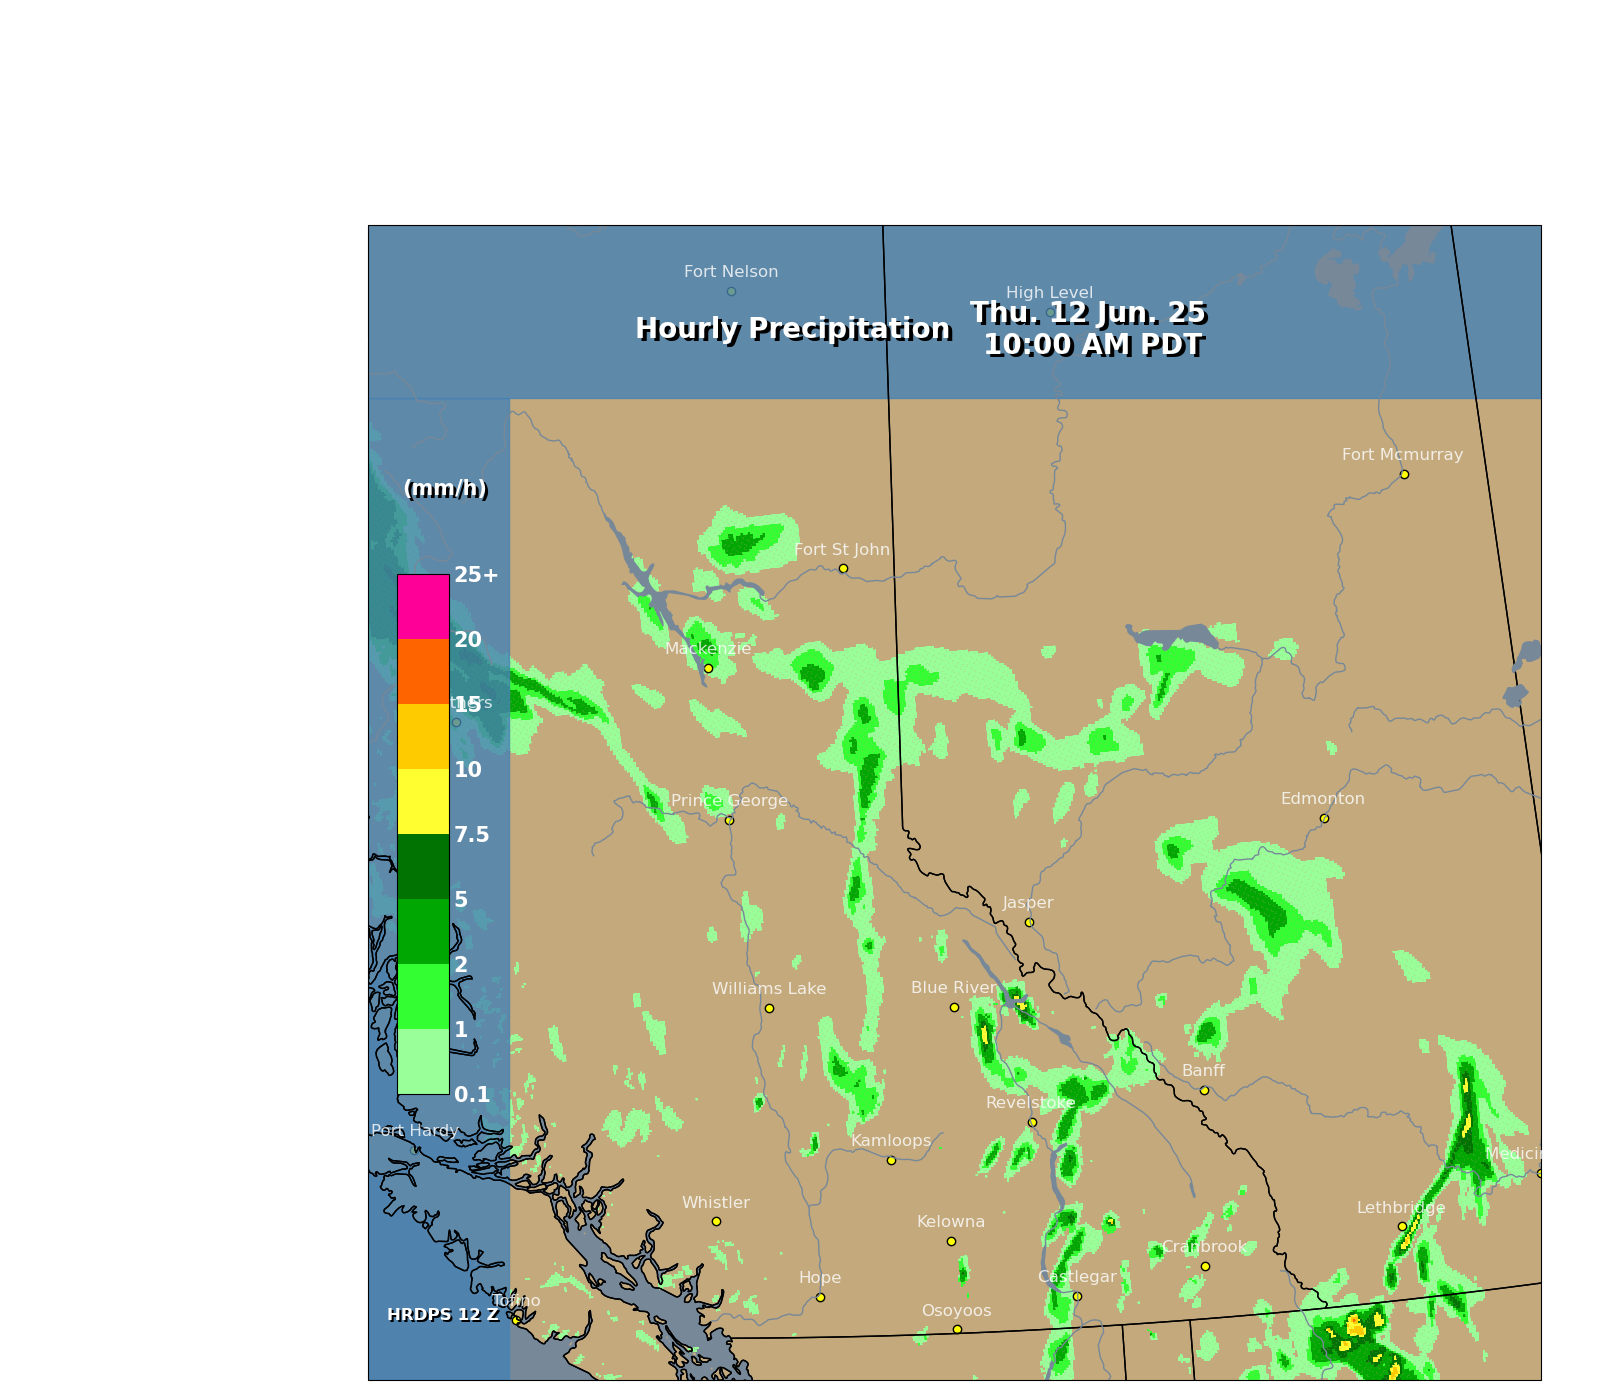 Fort Nelson
High Level
Hourly Precipitation
Thu. 12 Jun. 25
10:00 AM PDT
Fort Mcmurray
(mm/h)
Fort St John
25+
20
15
10
7.5
5
2
1
0.1
Mackenzie
thers
Prince George
Edmonton
Jasper
Williams Lake
Blue River
Banff
Revelstoke
Port Hardy
Kamloops
Medicin
Whistler
Kelowna
Lethbridge
Cranbrook
Hope
Castlegar
Tofino
Osoyoos
HRDPS 12 Z